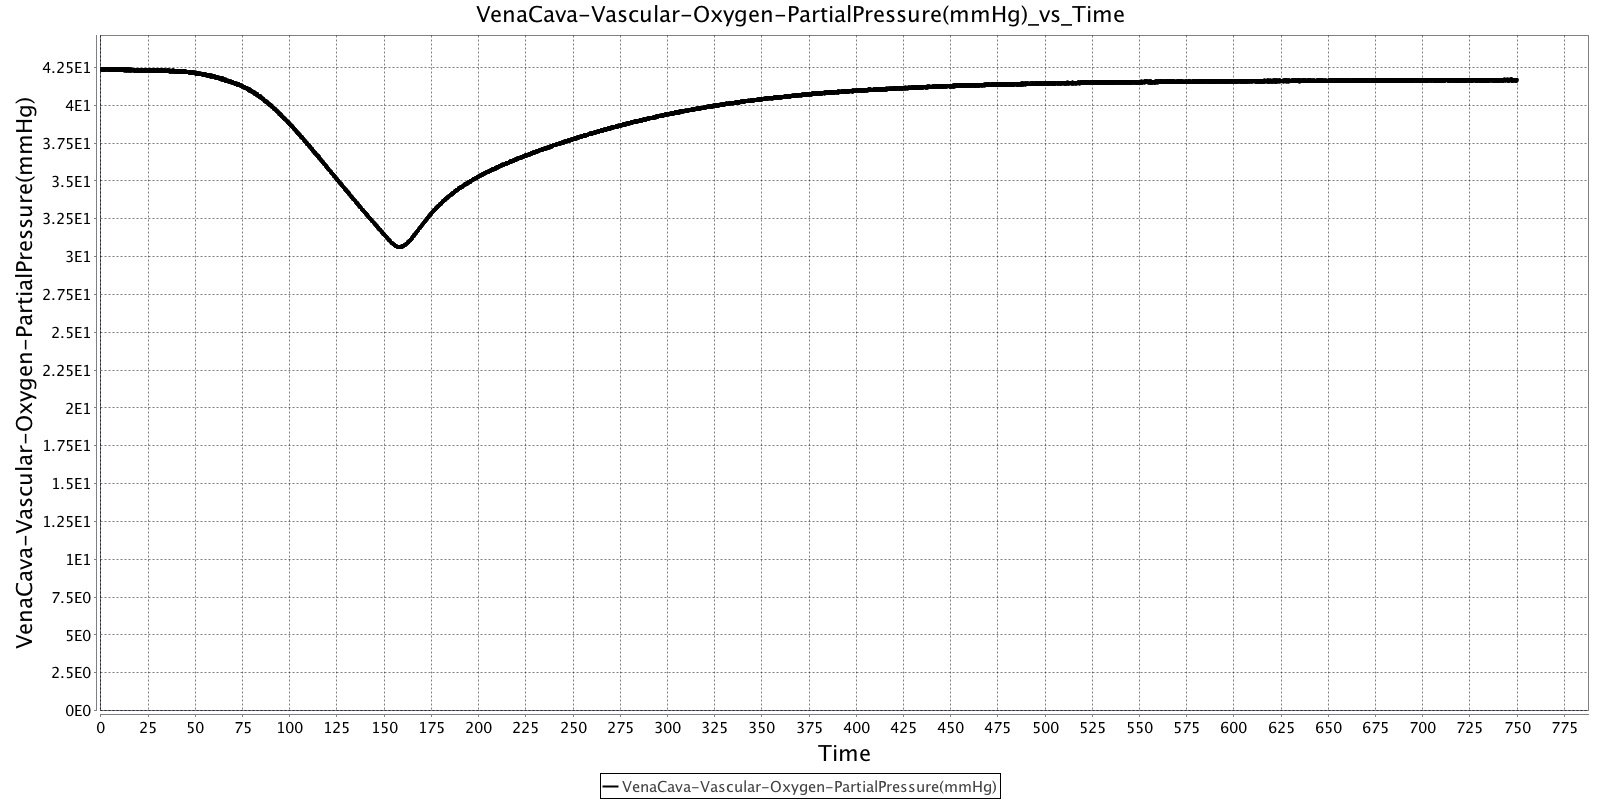 VenaCava-Vascular-Oxygen-PartialPressure(mmHg)_vs_Time
VenaCava-Vascular-Oxygen-PartialPressure(mmHg)
4.25E1
4E1
3.75E1
3.5E1
3.25E1
3E1
2.75E1
2.5E1
2.25E1
2E1
1.75E1
1.5E1
1.25E1
1E1
7.5E0
5E0
2.5E0
0E0
0 25 50 75 100 125 150 175 200 225 250 275 300 325 350 375 400 425 450 475 500 525 550 575 600 625 650 675 700 725 750 775
Time
VenaCava-Vascular-Oxygen-PartialPressure(mmHg)